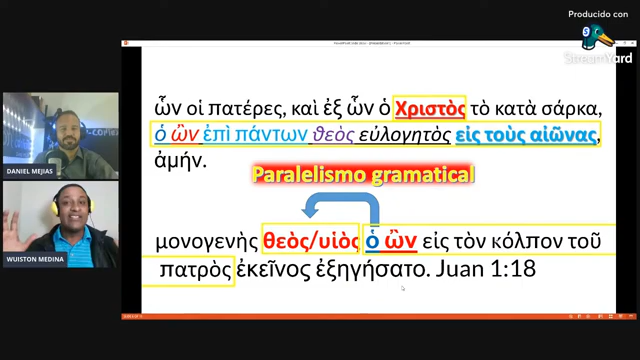 Producido con
StreamYard
ὧν οἱ πατέρες, καὶ ἐξ ὧν ὁ Χριστὸς τὸ κατὰ σάρκα,
ὁ ὢν ἐπὶ πάντων θεὸς εὐλογητὸς εἰς τοὺς αἰῶνας,
ἀμήν.
Paralelismo gramatical
μονογενὴς θεὸς/υἱὸς ὁ ὢν εἰς τὸν κόλπον τοῦ
πατρὸς ἐκεῖνος ἐξηγήσατο. Juan 1:18
DANIEL MEJIAS
WUISTON MEDINA